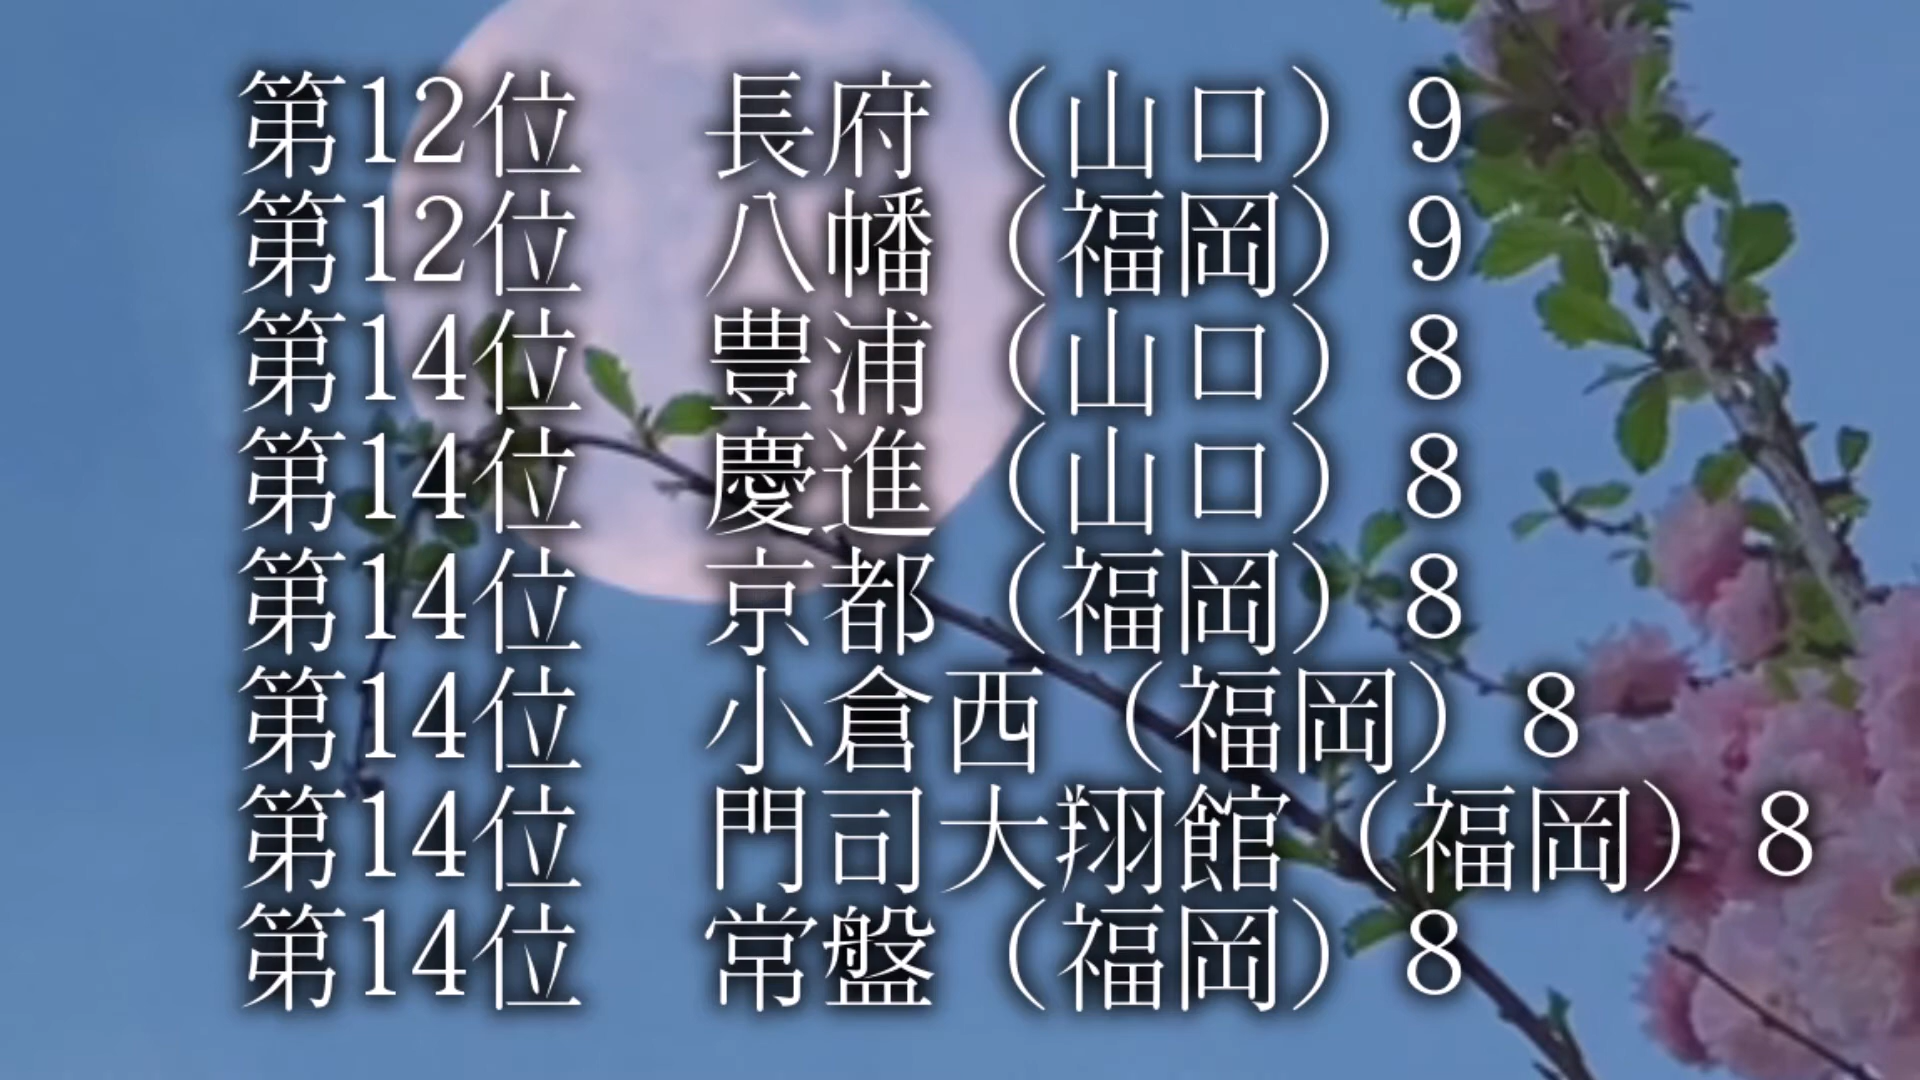 第12位　長府（山口）9
第12位　八幡（福岡）9
第14位　豊浦（山口）8
第14位　慶進（山口）8
第14位　京都（福岡）8
第14位　小倉西（福岡）8
第14位　門司大翔館（福岡）8
第14位　常盤（福岡）8